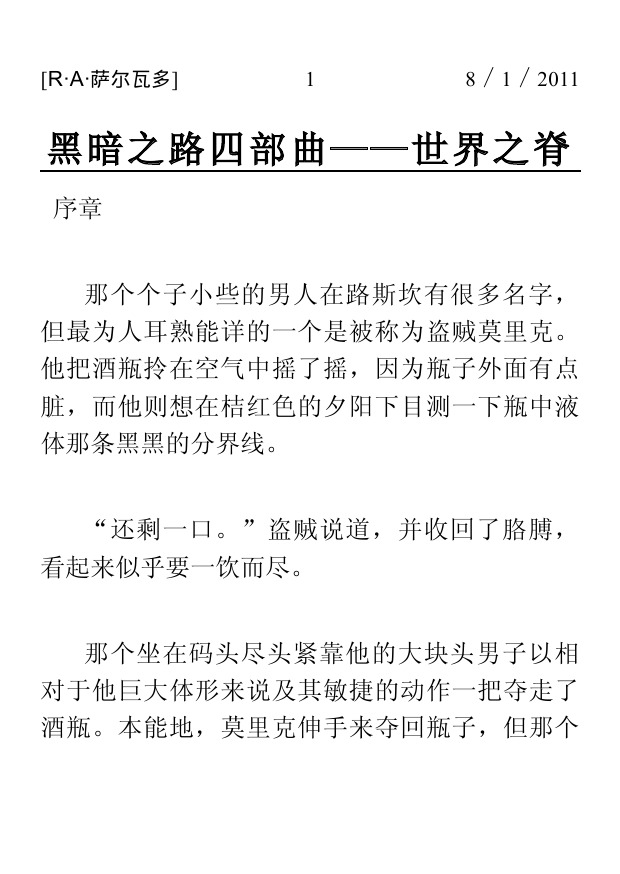 [R·A·萨尔瓦多] 1 8／1／2011
黑暗之路四部曲——世界之脊
序章
那个个子小些的男人在路斯坎有很多名字，
但最为人耳熟能详的一个是被称为盗贼莫里克。
他把酒瓶拎在空气中摇了摇，因为瓶子外面有点
脏，而他则想在桔红色的夕阳下目测一下瓶中液
体那条黑黑的分界线。
“还剩一口。”盗贼说道，并收回了胳膊，
看起来似乎要一饮而尽。
那个坐在码头尽头紧靠他的大块头男子以相
对于他巨大体形来说及其敏捷的动作一把夺走了
酒瓶。本能地，莫里克伸手来夺回瓶子，但那个